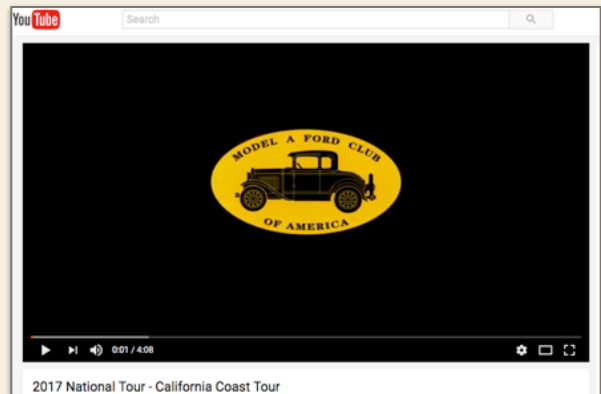 YouTube
Search
MODEL A FORD CLUB
OF AMERICA
0:01 / 4:08
2017 National Tour - California Coast Tour